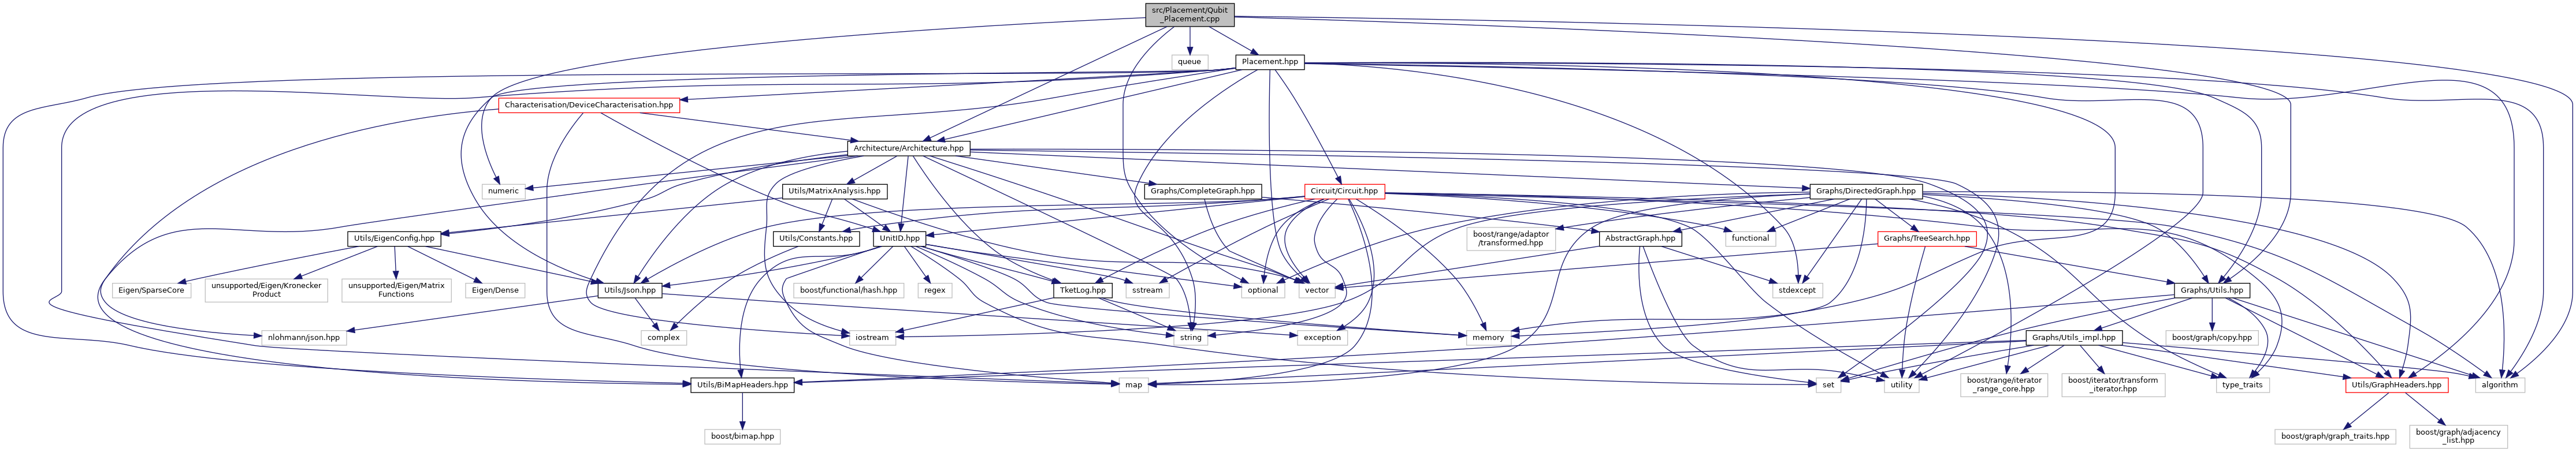 src/Placement/Qubit
_Placement.cpp
queue
Placement.hpp
Characterisation/DeviceCharacterisation.hpp
Architecture/Architecture.hpp
numeric
Utils/MatrixAnalysis.hpp
Graphs/CompleteGraph.hpp
Circuit/Circuit.hpp
Graphs/DirectedGraph.hpp
Utils/EigenConfig.hpp
Utils/Constants.hpp
UnitID.hpp
boost/range/adaptor
/transformed.hpp
AbstractGraph.hpp
functional
Graphs/TreeSearch.hpp
Eigen/SparseCore
unsupported/Eigen/Kronecker
Product
unsupported/Eigen/Matrix
Functions
Eigen/Dense
Utils/Json.hpp
boost/functional/hash.hpp
regex
TketLog.hpp
sstream
optional
vector
stdexcept
Graphs/Utils.hpp
nlohmann/json.hpp
complex
iostream
string
exception
memory
Graphs/Utils_impl.hpp
boost/graph/copy.hpp
Utils/BiMapHeaders.hpp
map
set
utility
boost/range/iterator
_range_core.hpp
boost/iterator/transform
_iterator.hpp
type_traits
Utils/GraphHeaders.hpp
algorithm
boost/bimap.hpp
boost/graph/graph_traits.hpp
boost/graph/adjacency
_list.hpp